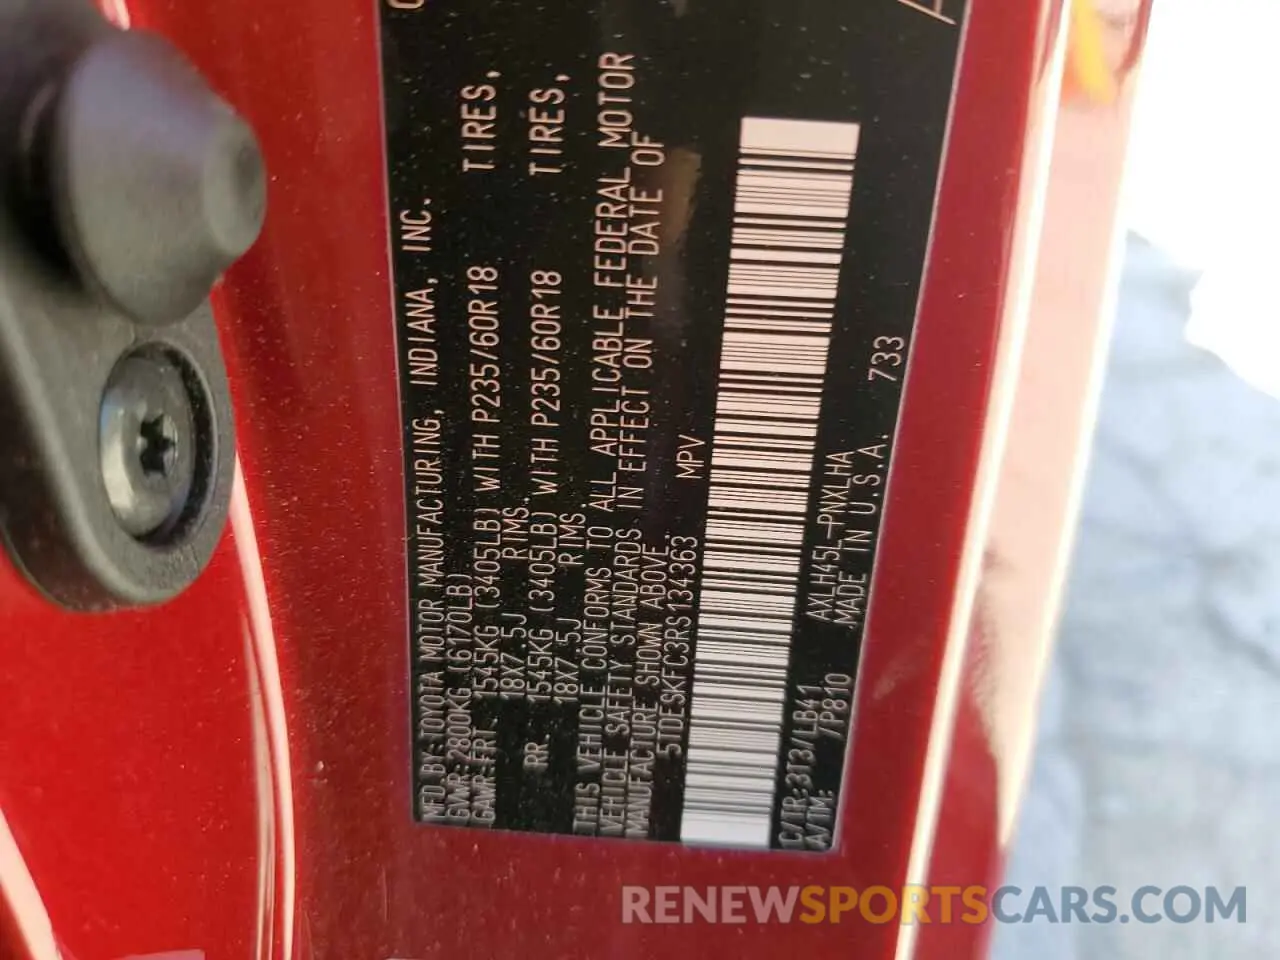 MFD. BY: TOYOTA MOTOR MANUFACTURING, INDIANA, INC.
GVWR: 2800KG (6170LB)
GAWR: FRT. 1545KG (3405LB) WITH P235/60R18 TIRES,
18X7.5J RIMS.
RR. 1545KG (3405LB) WITH P235/60R18 TIRES,
18X7.5J RIMS.
THIS VEHICLE CONFORMS TO ALL APPLICABLE FEDERAL MOTOR
VEHICLE SAFETY STANDARDS IN EFFECT ON THE DATE OF
MANUFACTURE SHOWN ABOVE.
5TDESKFC3RS134363 MPV
C/TR: 3T3/LB41 AXLH45L-PNXLHA 733
A/TM: /P810 MADE IN U.S.A.
RENEWSPORTSCARS.COM